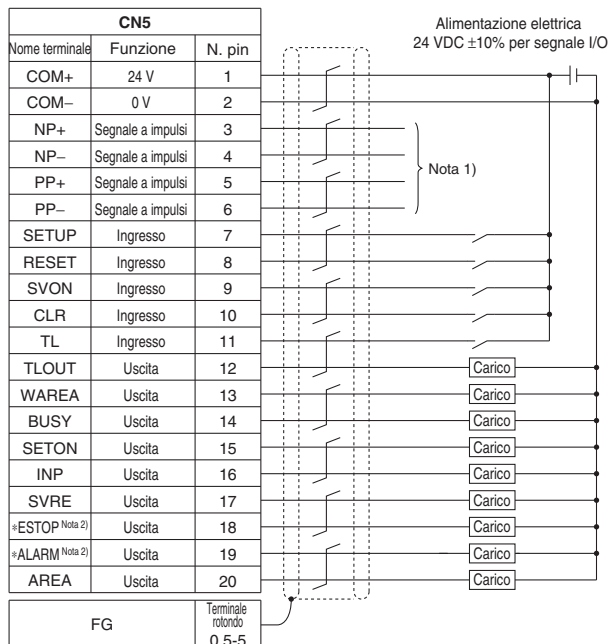 CN5
Alimentazione elettrica
24 VDC ±10% per segnale I/O
Nome terminale Funzione N. pin
COM+ 24 V 1
COM– 0 V 2
NP+ Segnale a impulsi 3
NP– Segnale a impulsi 4
Nota 1)
PP+ Segnale a impulsi 5
PP– Segnale a impulsi 6
SETUP Ingresso 7
RESET Ingresso 8
SVON Ingresso 9
CLR Ingresso 10
TL Ingresso 11
TLOUT Uscita 12 Carico
WAREA Uscita 13 Carico
BUSY Uscita 14 Carico
SETON Uscita 15 Carico
INP Uscita 16 Carico
SVRE Uscita 17 Carico
∗ESTOP Nota 2) Uscita 18 Carico
∗ALARM Nota 2) Uscita 19 Carico
AREA Uscita 20 Carico
FG Terminale
rotondo
0.5-5